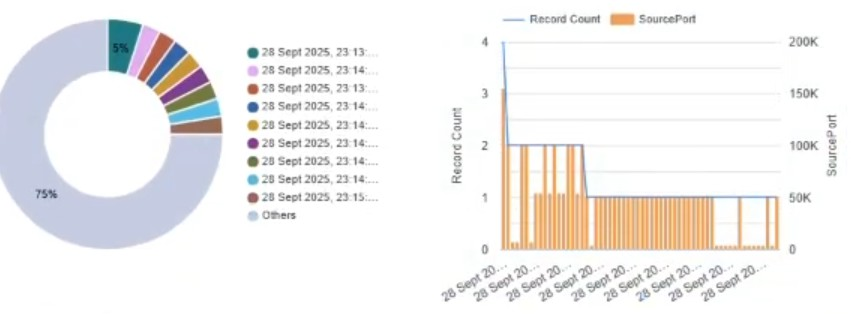 5%
75%
28 Sept 2025, 23:13:...
28 Sept 2025, 23:14:...
28 Sept 2025, 23:13:...
28 Sept 2025, 23:14:...
28 Sept 2025, 23:14:...
28 Sept 2025, 23:14:...
28 Sept 2025, 23:14:...
28 Sept 2025, 23:14:...
28 Sept 2025, 23:15:...
Others
Record Count SourcePort
Record Count
4
3
2
1
0
200K
150K
100K
50K
0
SourcePort
28 Sept 20...
28 Sept 20...
28 Sept 20...
28 Sept 20...
28 Sept 20...
28 Sept 20...
28 Sept 20...
28 Sept 20...
28 Sept 20...